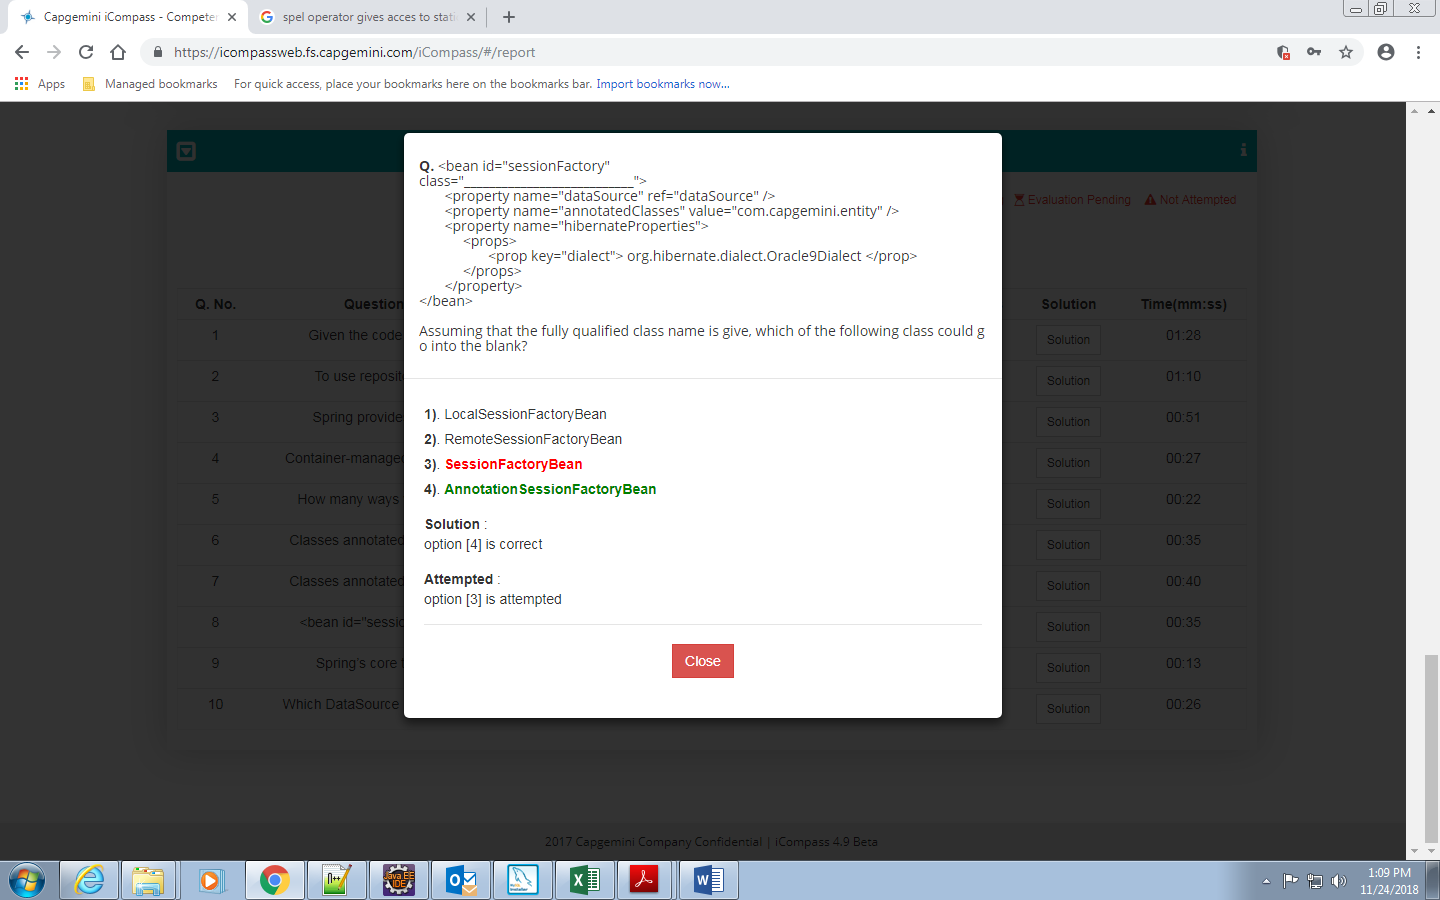 Capgemini iCompass - Competen
spel operator gives acces to stati
https://icompassweb.fs.capgemini.com/iCompass/#/report
Apps
Managed bookmarks
For quick access, place your bookmarks here on the bookmarks bar. Import bookmarks now...
Evaluation Pending
Not Attempted
Q. <bean id="sessionFactory"
class="________________________">
<property name="dataSource" ref="dataSource" />
<property name="annotatedClasses" value="com.capgemini.entity" />
<property name="hibernateProperties">
<props>
<prop key="dialect"> org.hibernate.dialect.Oracle9Dialect </prop>
</props>
</property>
</bean>
Assuming that the fully qualified class name is give, which of the following class could g
o into the blank?
1). LocalSessionFactoryBean
2). RemoteSessionFactoryBean
3). SessionFactoryBean
4). AnnotationSessionFactoryBean
Solution :
option [4] is correct
Attempted :
option [3] is attempted
Close
Q. No. Question Solution Time(mm:ss)
1 Given the code Solution 01:28
2 To use reposit Solution 01:10
3 Spring provide Solution 00:51
4 Container-manage Solution 00:27
5 How many ways Solution 00:22
6 Classes annotated Solution 00:35
7 Classes annotated Solution 00:40
8 <bean id="sessio Solution 00:35
9 Spring's core Solution 00:13
10 Which DataSource Solution 00:26
2017 Capgemini Company Confidential | iCompass 4.9 Beta
Java EE
IDE
1:09 PM
11/24/2018